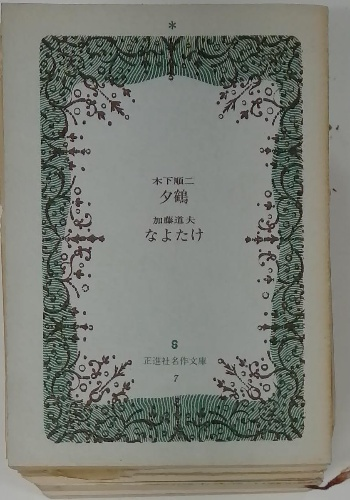 *
木下順二
夕鶴
加藤道夫
なよたけ
S
正進社名作文庫
7